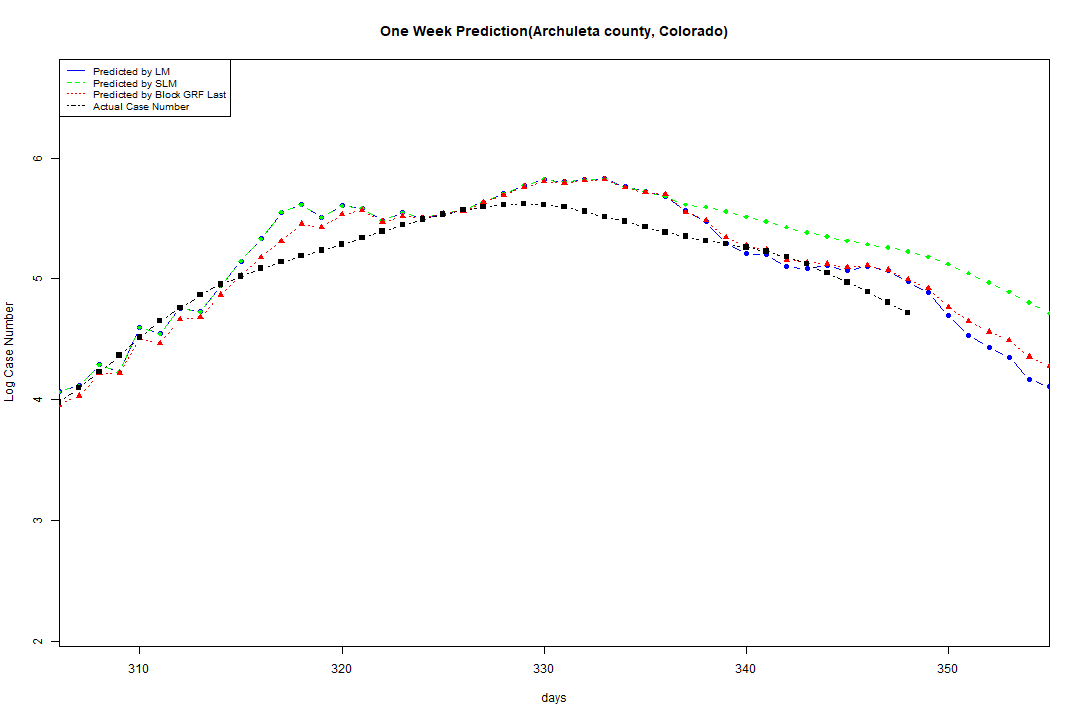 One Week Prediction(Archuleta county, Colorado)
Predicted by LM
Predicted by SLM
Predicted by Block GRF Last
Actual Case Number
Log Case Number
6
5
4
3
2
310 320 330 340 350
days